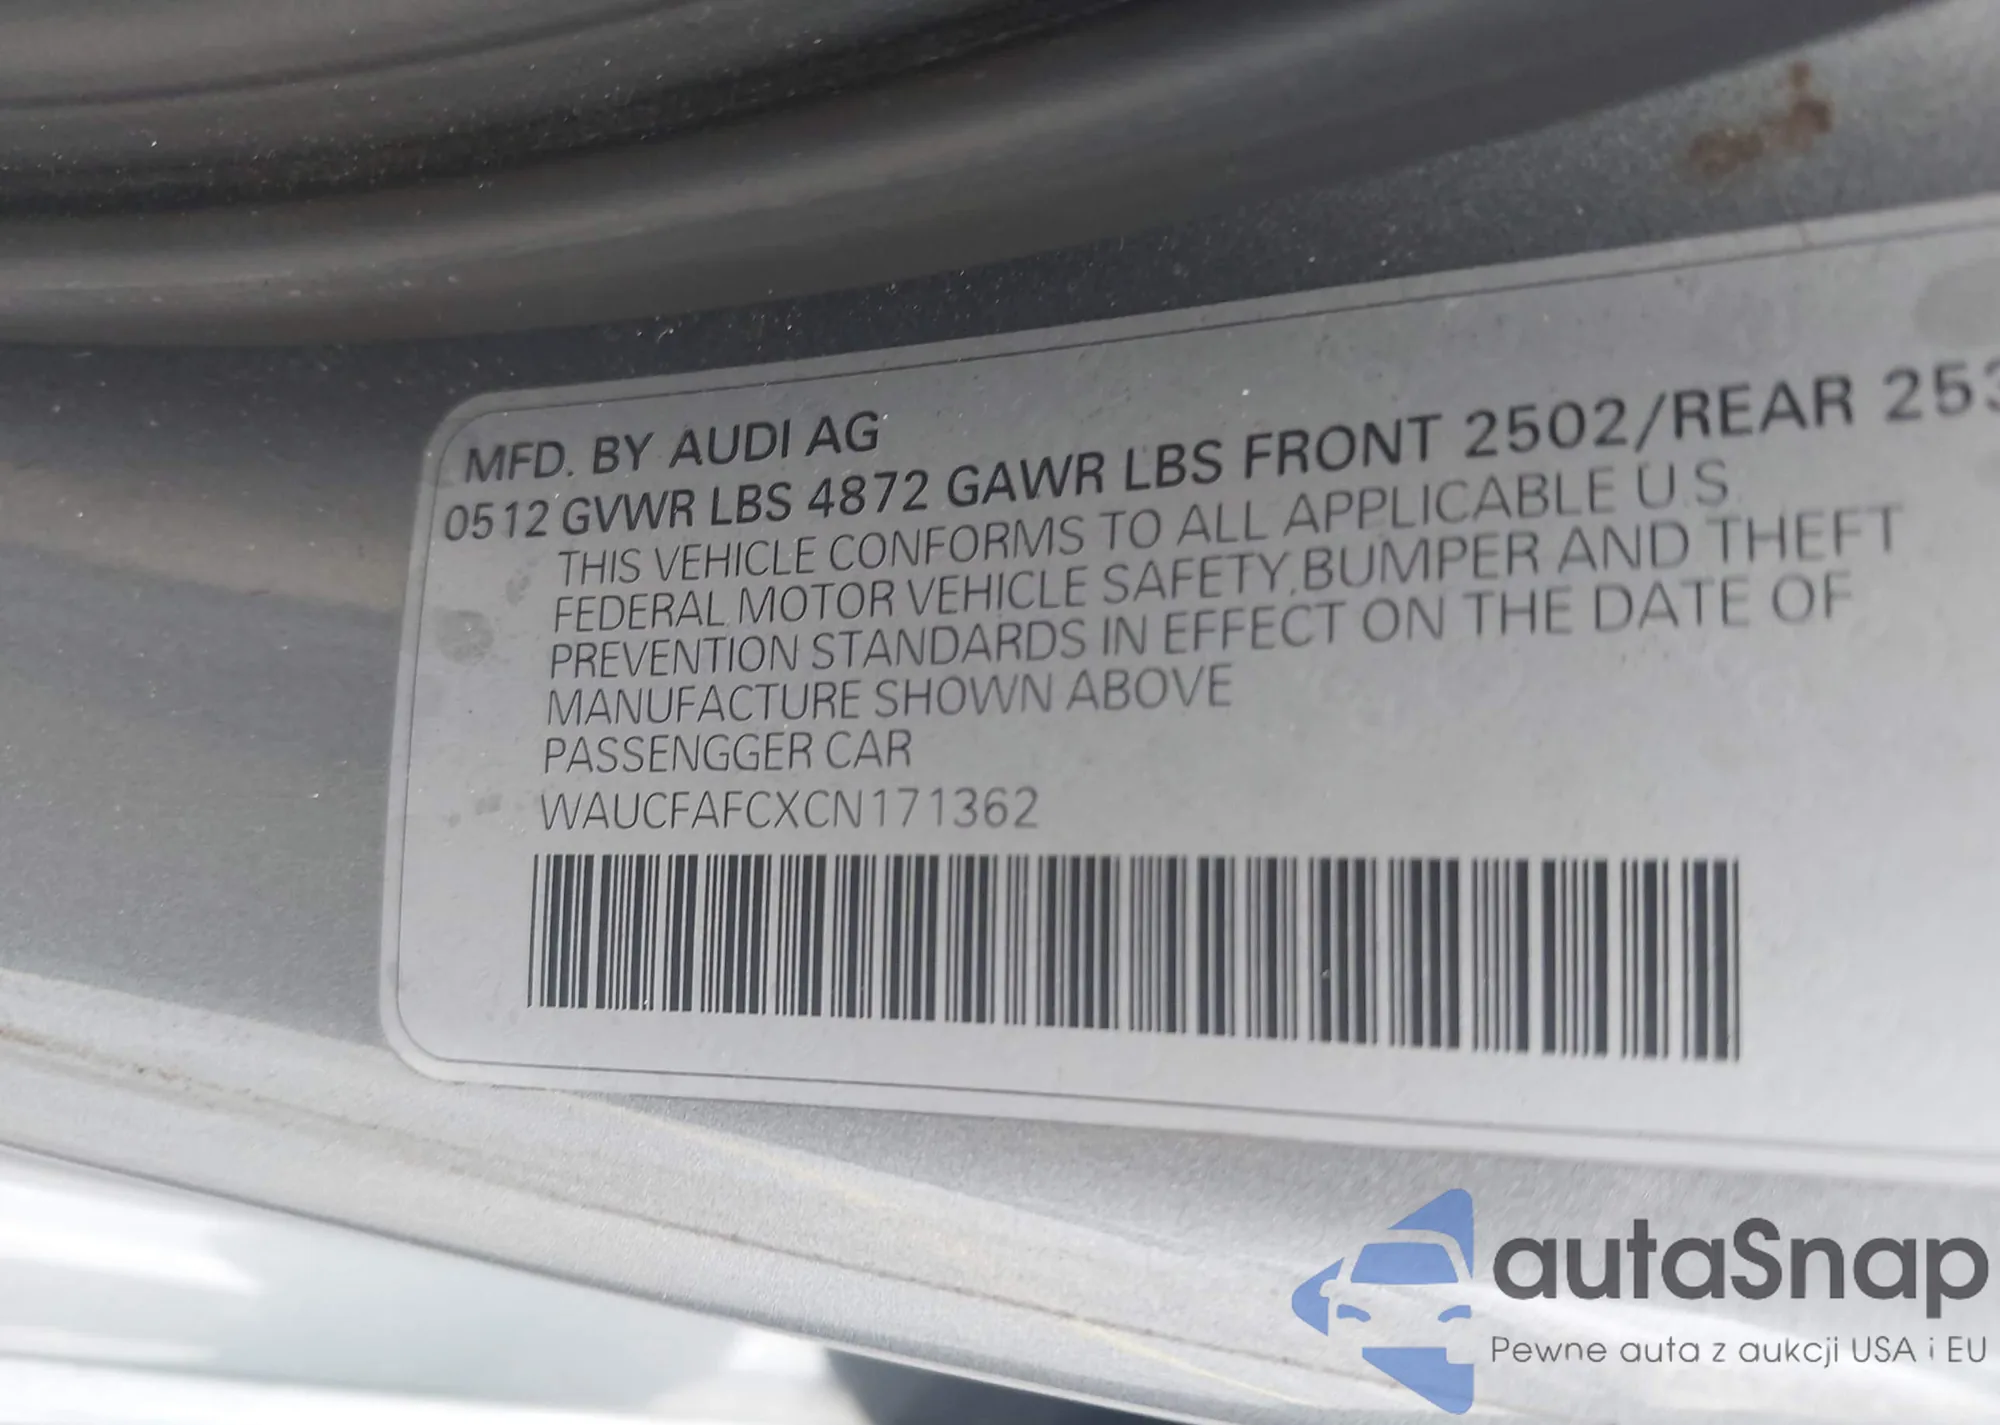 MFD. BY AUDI AG
0512 GVWR LBS 4872 GAWR LBS FRONT 2502/REAR 253
THIS VEHICLE CONFORMS TO ALL APPLICABLE U.S.
FEDERAL MOTOR VEHICLE SAFETY,BUMPER AND THEFT
PREVENTION STANDARDS IN EFFECT ON THE DATE OF
MANUFACTURE SHOWN ABOVE
PASSENGGER CAR
WAUCFAFCXCN171362
autaSnap
Pewne auta z aukcji USA i EU